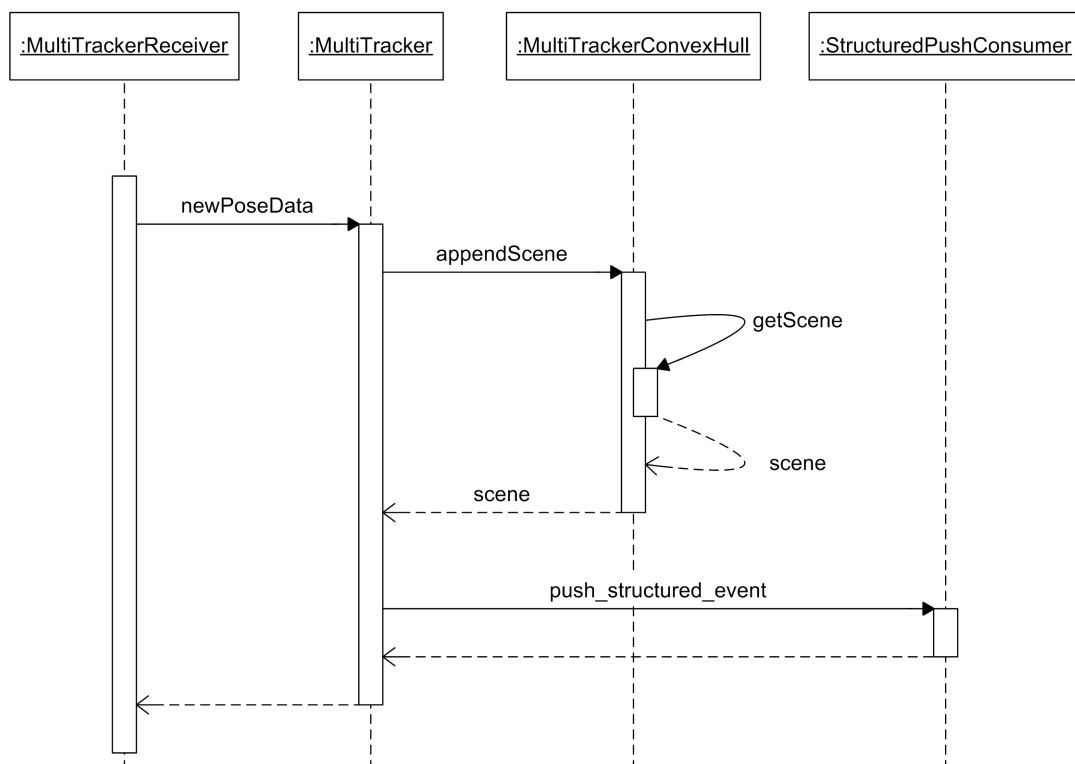 :MultiTrackerReceiver
:MultiTracker
:MultiTrackerConvexHull
:StructuredPushConsumer
newPoseData
appendScene
getScene
scene
scene
push_structured_event